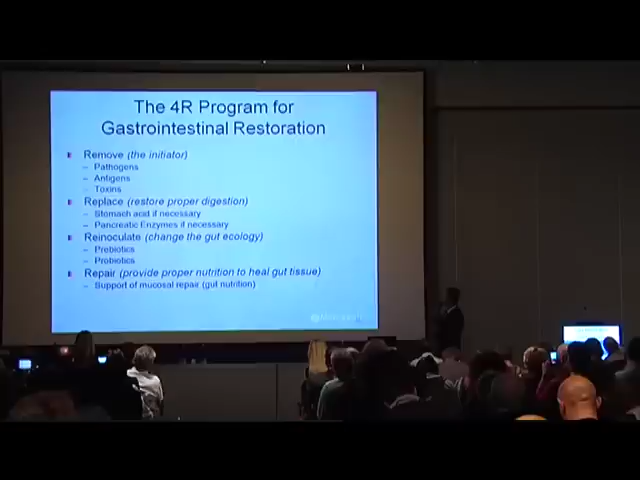 The 4R Program for
Gastrointestinal Restoration
Remove (the initiator)
– Pathogens
– Antigens
– Toxins
Replace (restore proper digestion)
– Stomach acid if necessary
– Pancreatic Enzymes if necessary
Reinoculate (change the gut ecology)
– Prebiotics
– Probiotics
Repair (provide proper nutrition to heal gut tissue)
– Support of mucosal repair (gut nutrition)